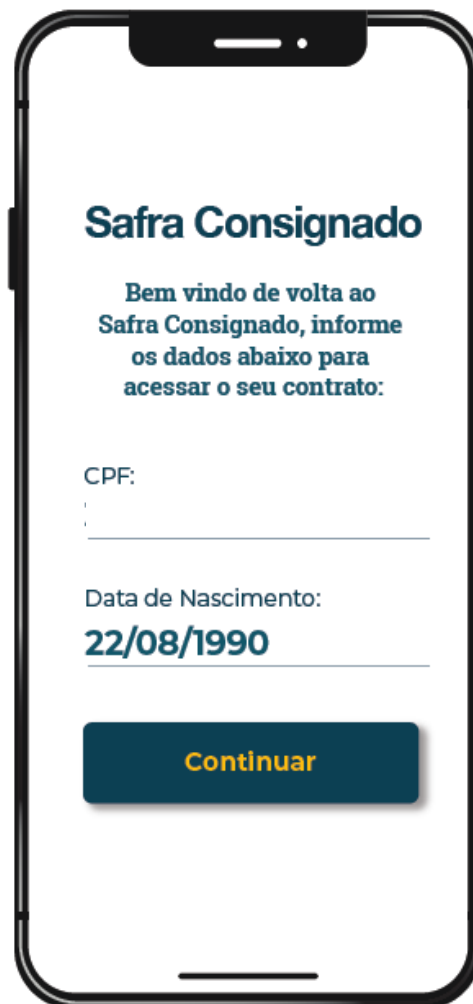 Safra Consignado
Bem vindo de volta ao
Safra Consignado, informe
os dados abaixo para
acessar o seu contrato:
CPF:
Data de Nascimento:
22/08/1990
Continuar